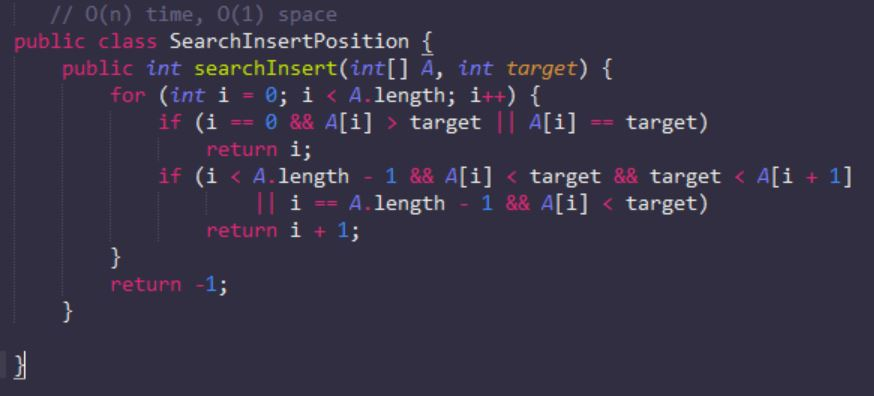 // O(n) time, O(1) space
public class SearchInsertPosition {
public int searchInsert(int[] A, int target) {
for (int i = 0; i < A.length; i++) {
if (i == 0 && A[i] > target || A[i] == target)
return i;
if (i < A.length - 1 && A[i] < target && target < A[i + 1]
|| i == A.length - 1 && A[i] < target)
return i + 1;
}
return -1;
}
}